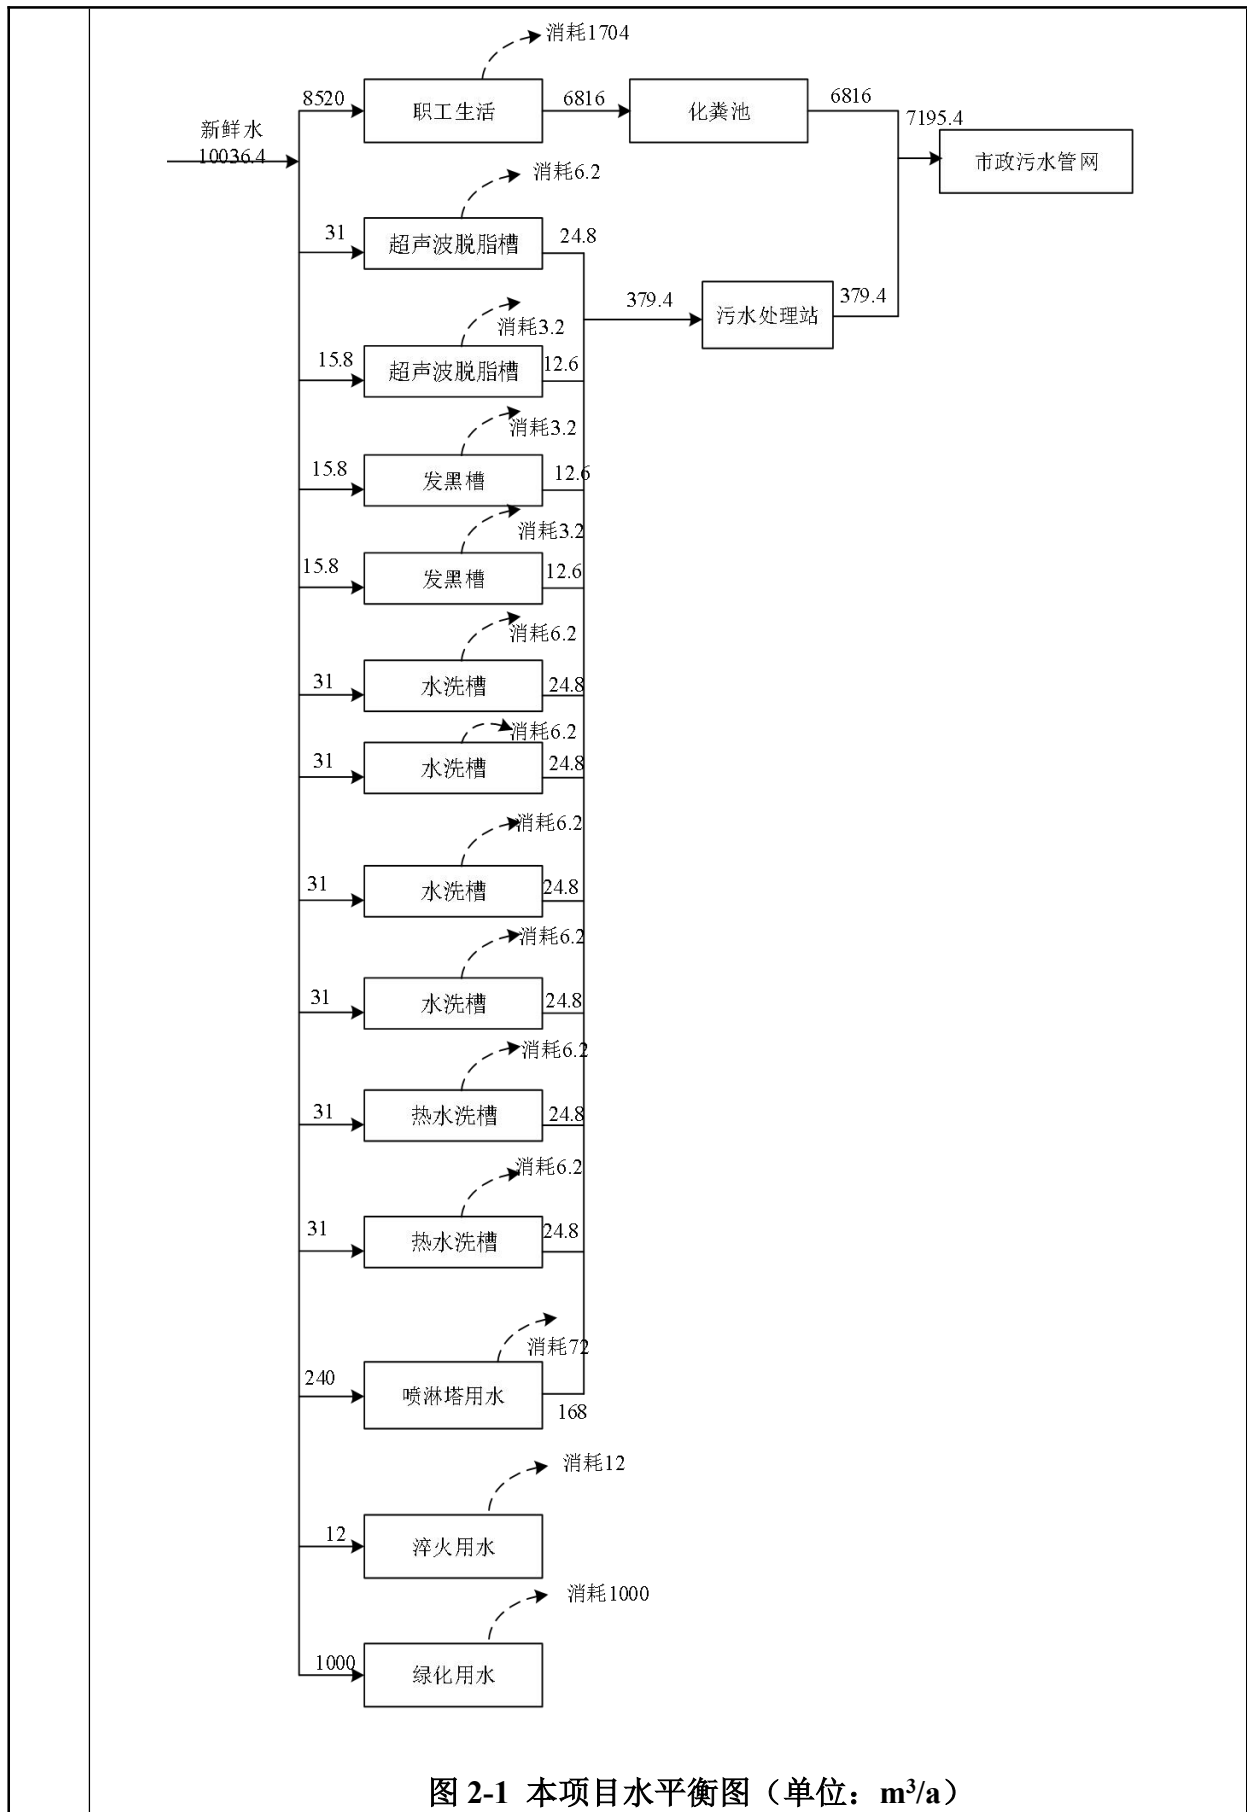 消耗1704
8520
职工生活
6816
化粪池
6816
7195.4
市政污水管网
新鲜水
10036.4
消耗6.2
31
超声波脱脂槽
24.8
379.4
污水处理站
379.4
消耗3.2
15.8
超声波脱脂槽
12.6
消耗3.2
15.8
发黑槽
12.6
消耗3.2
15.8
发黑槽
12.6
消耗6.2
31
水洗槽
24.8
消耗6.2
31
水洗槽
24.8
消耗6.2
31
水洗槽
24.8
消耗6.2
31
水洗槽
24.8
消耗6.2
31
热水洗槽
24.8
消耗6.2
31
热水洗槽
24.8
消耗72
240
喷淋塔用水
168
消耗12
12
淬火用水
消耗1000
1000
绿化用水
图 2-1 本项目水平衡图（单位：m³/a）